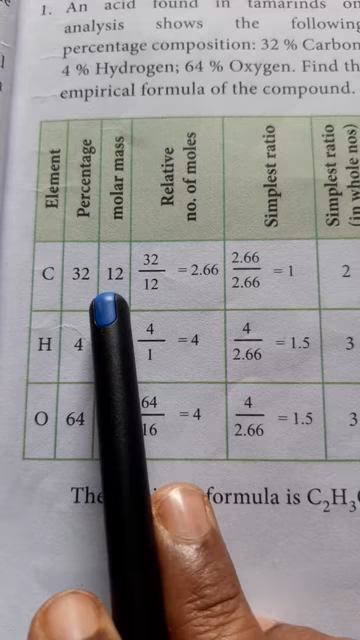 1. An acid found in tamarinds on
analysis shows the following
percentage composition: 32 % Carbon
4 % Hydrogen; 64 % Oxygen. Find the
empirical formula of the compound.
Element Percentage molar mass Relative no. of moles Simplest ratio Simplest ratio (in whole nos)
C 32 12 32/12 = 2.66 2.66/2.66 = 1 2
H 4 4/1 = 4 4/2.66 = 1.5 3
O 64 64/16 = 4 4/2.66 = 1.5 3
formula is C₂H₃